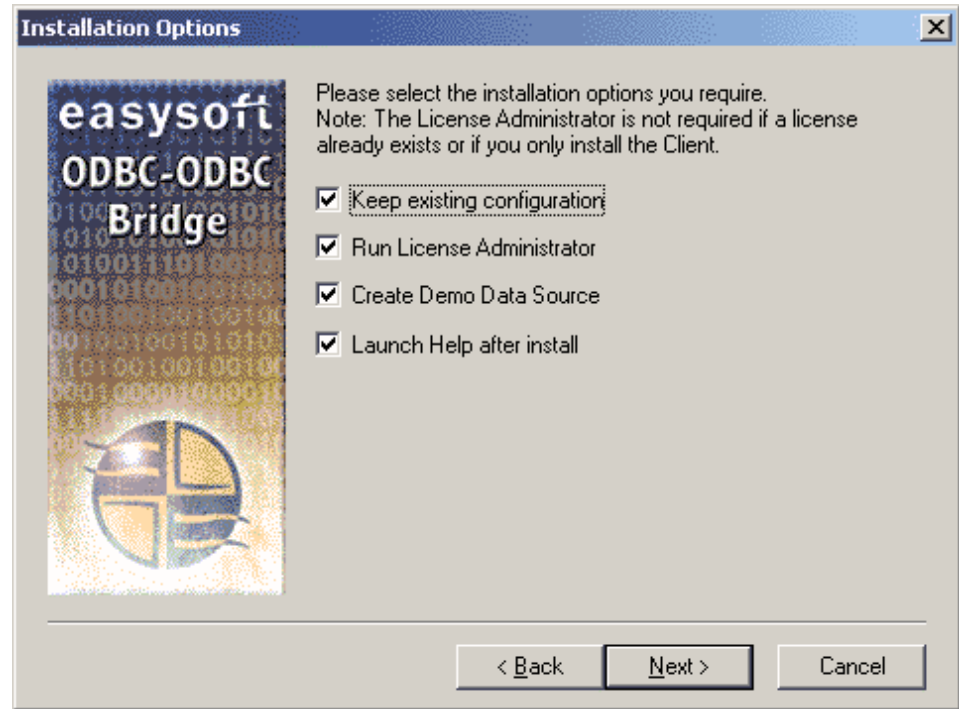 Installation Options
easysoft
ODBC-ODBC
Bridge
Please select the installation options you require.
Note: The License Administrator is not required if a license
already exists or if you only install the Client.
Keep existing configuration
Run License Administrator
Create Demo Data Source
Launch Help after install
< Back
Next >
Cancel